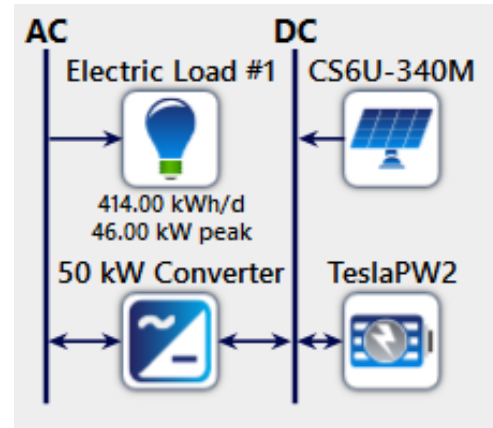 AC
DC
Electric Load #1
CS6U-340M
414.00 kWh/d
46.00 kW peak
50 kW Converter
TeslaPW2